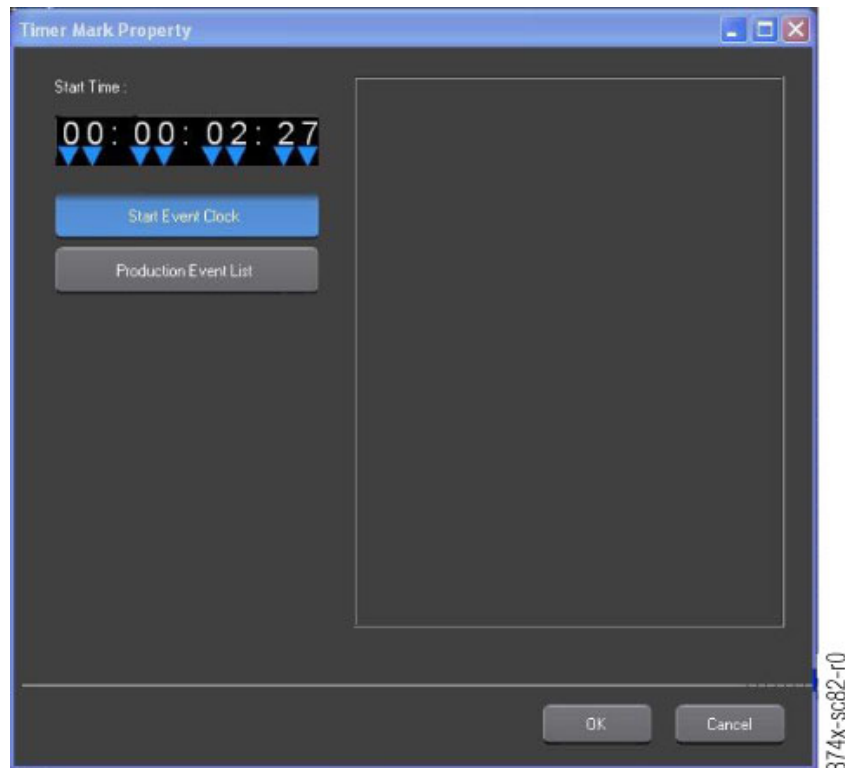 Timer Mark Property
Start Time :
00:00:02:27
Start Event Clock
Production Event List
OK
Cancel
874x-sc82-r0